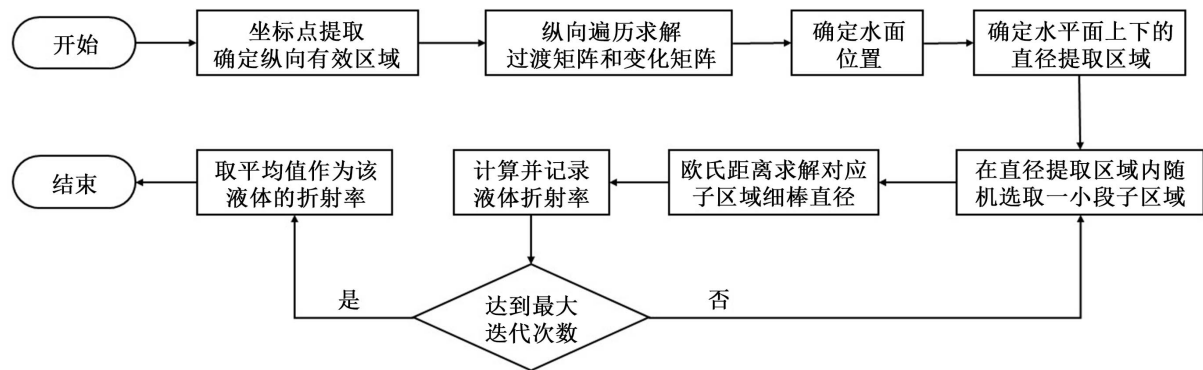 开始
坐标点提取
确定纵向有效区域
纵向遍历求解
过渡矩阵和变化矩阵
确定水面
位置
确定水平面上下的
直径提取区域
在直径提取区域内随
机选取一小段子区域
欧氏距离求解对应
子区域细棒直径
计算并记录
液体折射率
达到最大
迭代次数
是
否
取平均值作为该
液体的折射率
结束